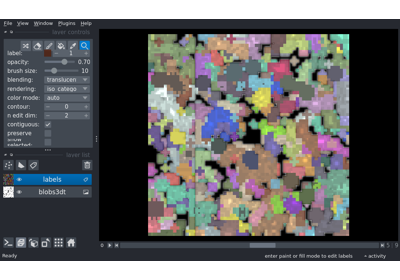 File View Window Plugins Help
layer controls
label: 1
opacity: 0.70
brush size: 10
blending: translucen
rendering: iso_catego
color mode: auto
contour: 0
n edit dim: 2
contiguous:
preserve
selected:
layer list
labels
blobs3dt
Ready
enter paint or fill mode to edit labels
activity